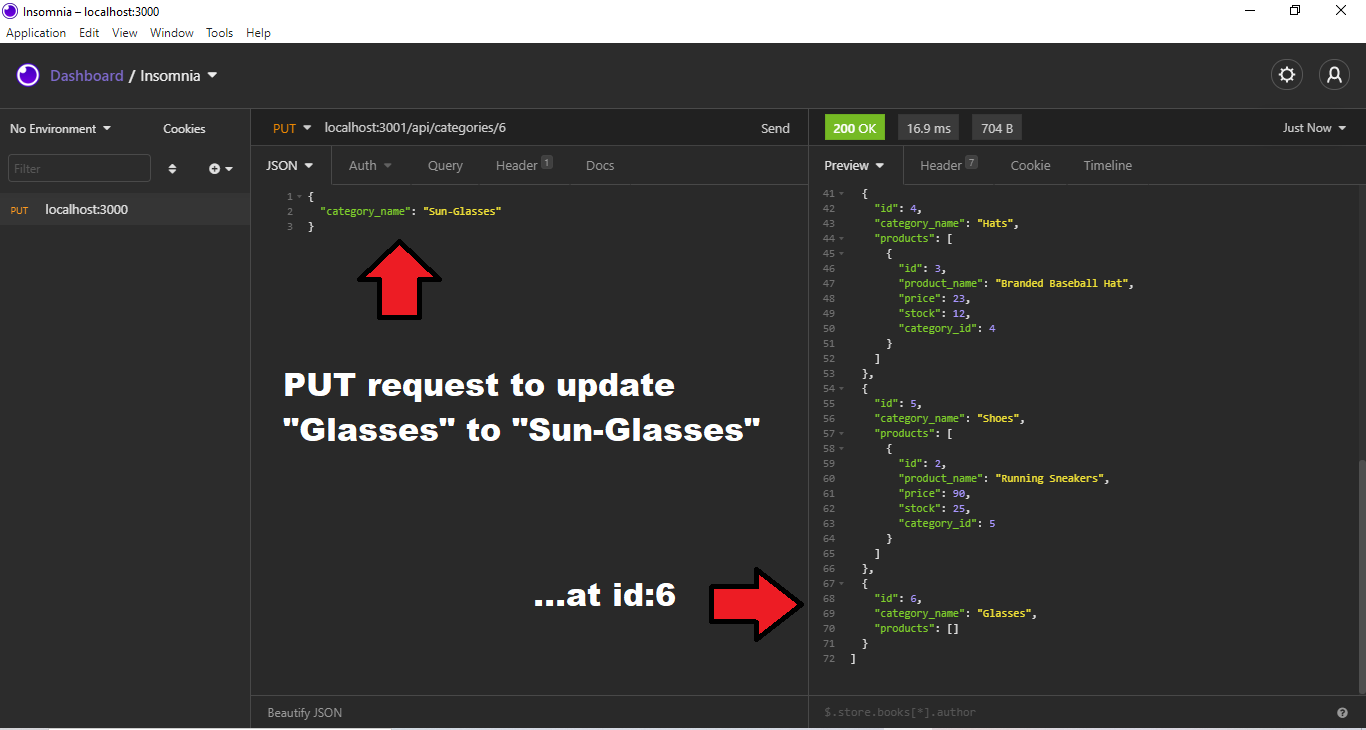 Insomnia – localhost:3000
Application Edit View Window Tools Help
Dashboard / Insomnia
No Environment Cookies
Filter
PUT localhost:3000
PUT localhost:3001/api/categories/6 Send
JSON Auth Query Header 1 Docs
1 {
2 "category_name": "Sun-Glasses"
3 }
PUT request to update
"Glasses" to "Sun-Glasses"
...at id:6
Beautify JSON
200 OK 16.9 ms 704 B Just Now
Preview Header 7 Cookie Timeline
41 {
42 "id": 4,
43 "category_name": "Hats",
44 "products": [
45 {
46 "id": 3,
47 "product_name": "Branded Baseball Hat",
48 "price": 23,
49 "stock": 12,
50 "category_id": 4
51 }
52 ]
53 },
54 {
55 "id": 5,
56 "category_name": "Shoes",
57 "products": [
58 {
59 "id": 2,
60 "product_name": "Running Sneakers",
61 "price": 90,
62 "stock": 25,
63 "category_id": 5
64 }
65 ]
66 },
67 {
68 "id": 6,
69 "category_name": "Glasses",
70 "products": []
71 }
72 ]
$.store.books[*].author